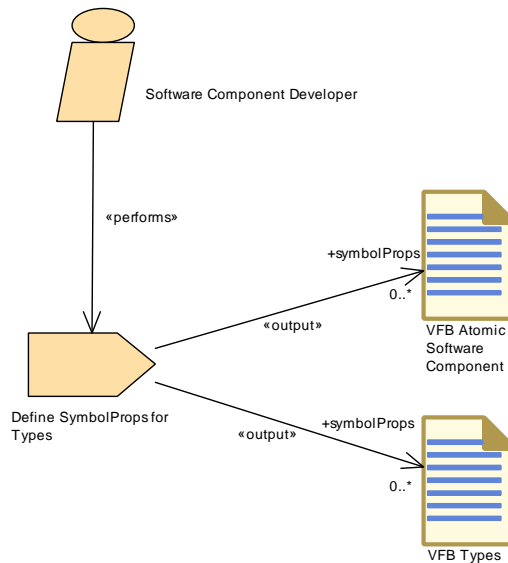 Software Component Developer
«performs»
+symbolProps
0..*
«output»
VFB Atomic
Software
Component
Define SymbolProps for
Types
+symbolProps
«output»
0..*
VFB Types